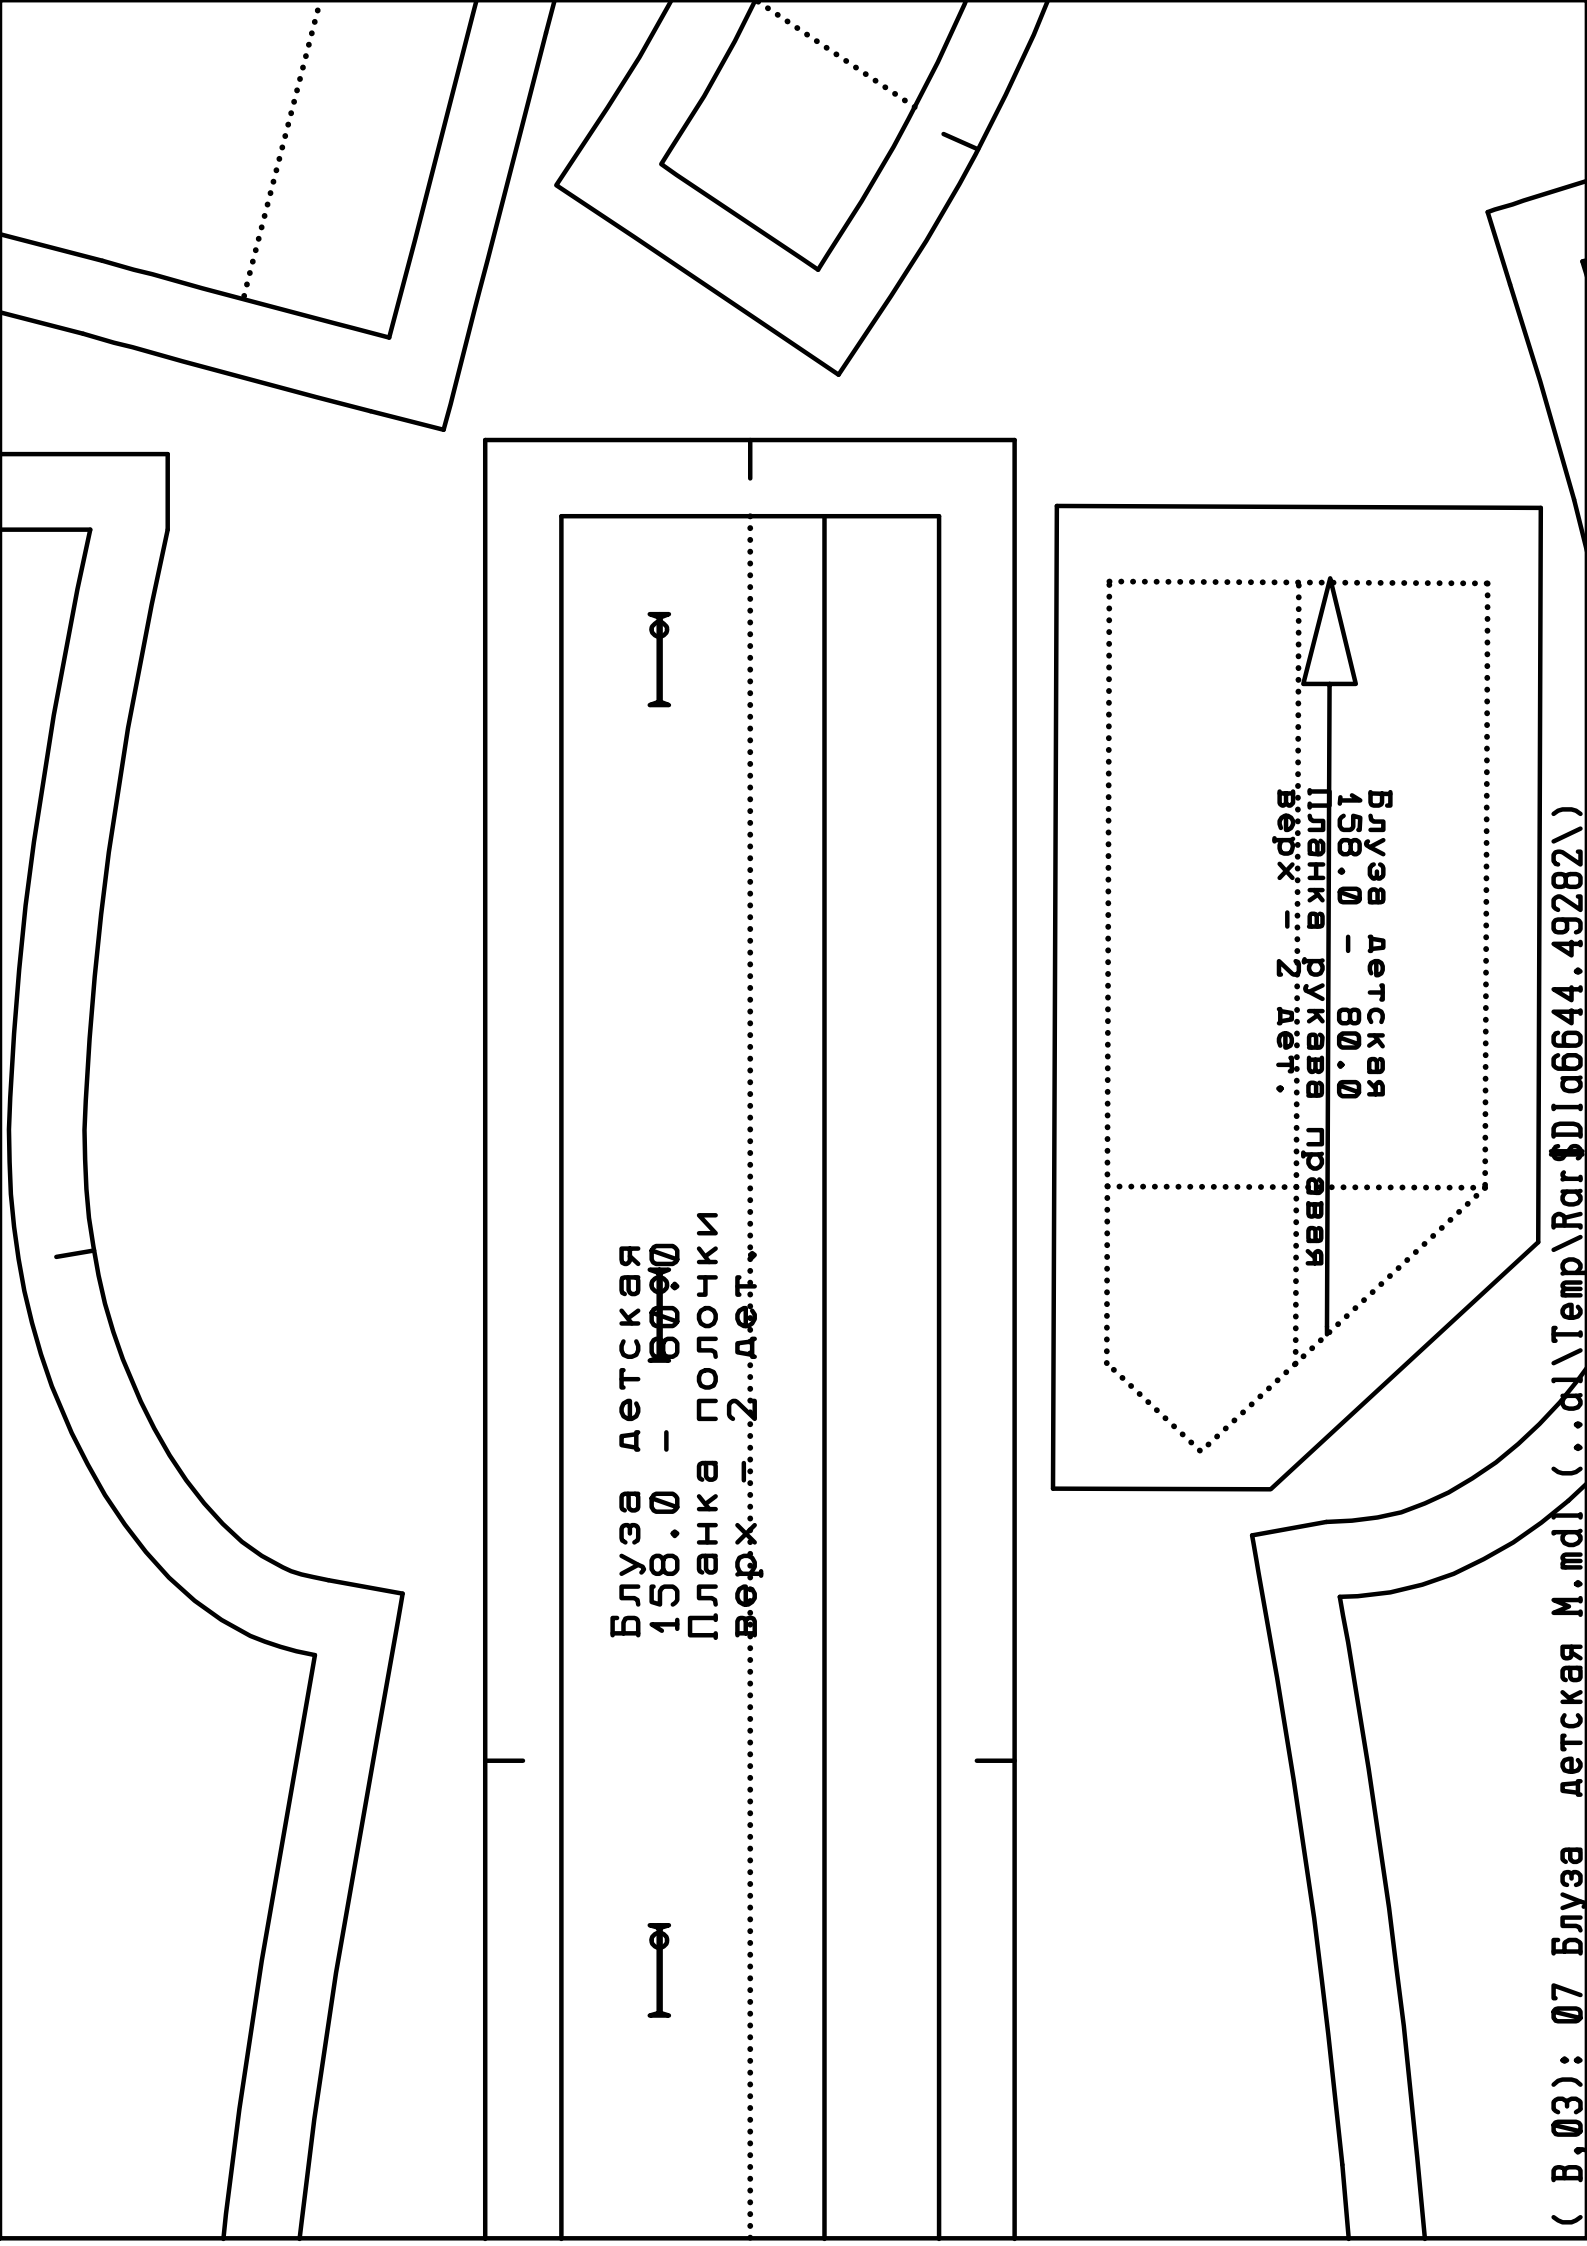 Блуза детская
158.0 - 80.0
Планка полочки
верх - 2 дет.
Блуза детская
158.0 - 80.0
Планка рукава правая
верх - 2 дет.
( B,03): 07 Блуза детская M.mdl (..al\Temp\Rar$DIa6644.49282\)